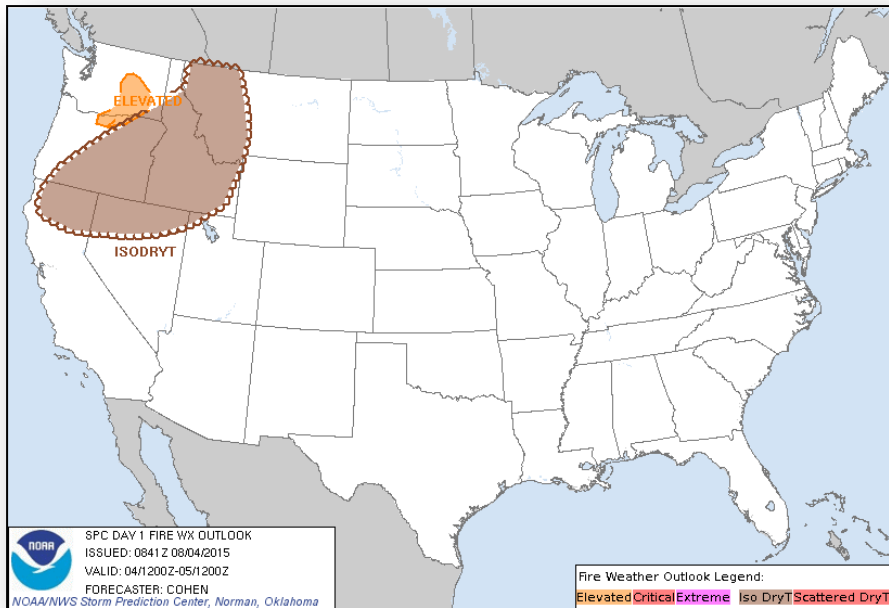 ELEVATED
ISODRYT
NOAA
SPC DAY 1 FIRE WX OUTLOOK
ISSUED: 0841Z 08/04/2015
VALID: 04/1200Z-05/1200Z
FORECASTER: COHEN
NOAA/NWS Storm Prediction Center, Norman, Oklahoma
Fire Weather Outlook Legend:
Elevated Critical Extreme Iso DryT Scattered DryT